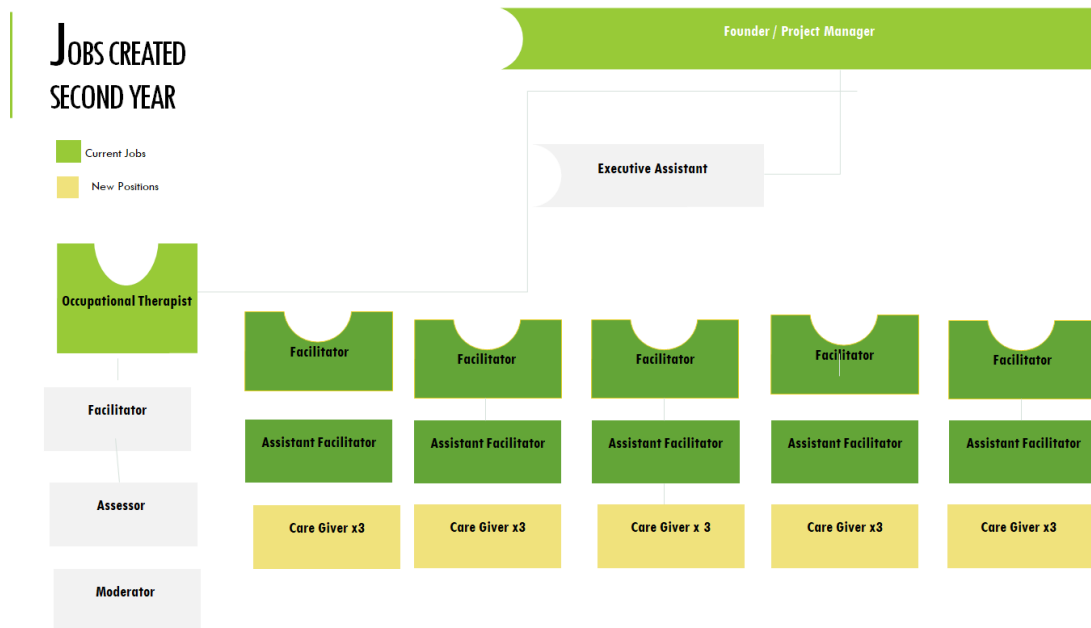 JOBS CREATED
SECOND YEAR
Current Jobs
New Positions
Founder / Project Manager
Executive Assistant
Occupational Therapist
Facilitator
Assessor
Moderator
Facilitator
Facilitator
Facilitator
Facilitator
Facilitator
Assistant Facilitator
Assistant Facilitator
Assistant Facilitator
Assistant Facilitator
Assistant Facilitator
Care Giver x3
Care Giver x3
Care Giver x 3
Care Giver x3
Care Giver x3